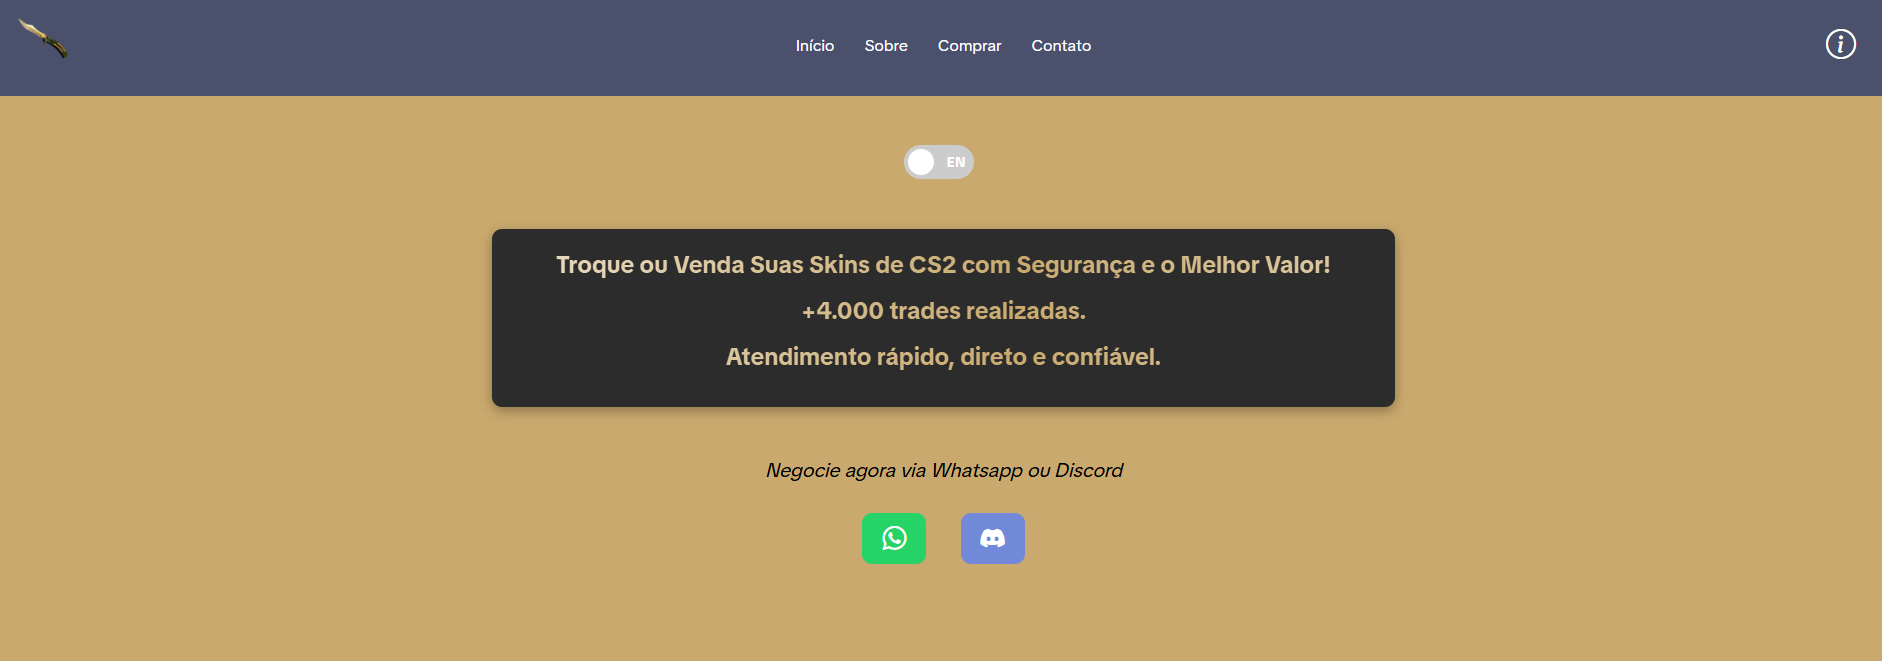 Início Sobre Comprar Contato
EN
Troque ou Venda Suas Skins de CS2 com Segurança e o Melhor Valor!
+4.000 trades realizadas.
Atendimento rápido, direto e confiável.
Negocie agora via Whatsapp ou Discord